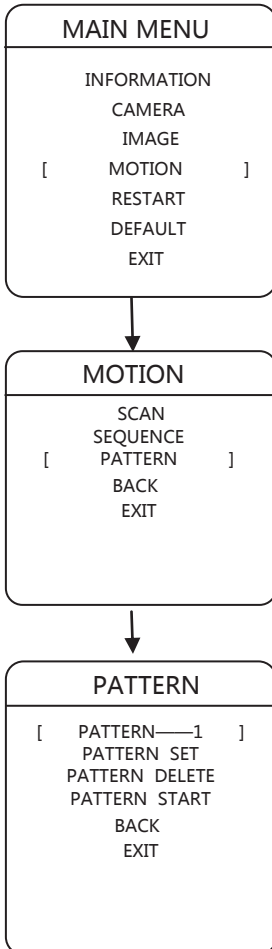 MAIN MENU
INFORMATION
CAMERA
IMAGE
[ MOTION ]
RESTART
DEFAULT
EXIT
MOTION
SCAN
SEQUENCE
[ PATTERN ]
BACK
EXIT
PATTERN
[ PATTERN——1 ]
PATTERN SET
PATTERN DELETE
PATTERN START
BACK
EXIT